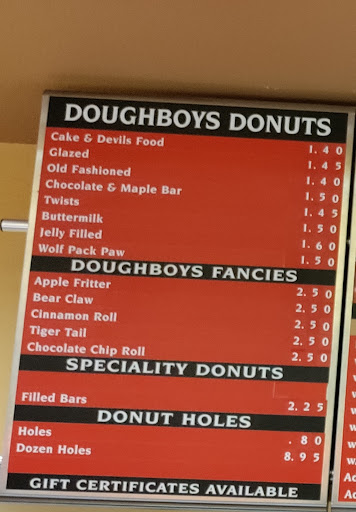 DOUGHBOYS DONUTS
Cake & Devils Food 1.40
Glazed 1.45
Old Fashioned 1.40
Chocolate & Maple Bar 1.50
Twists 1.45
Buttermilk 1.50
Jelly Filled 1.60
Wolf Pack Paw 1.50
DOUGHBOYS FANCIES
Apple Fritter 2.50
Bear Claw 2.50
Cinnamon Roll 2.50
Tiger Tail 2.50
Chocolate Chip Roll 2.50
SPECIALITY DONUTS
Filled Bars 2.25
DONUT HOLES
Holes .80
Dozen Holes 8.95
GIFT CERTIFICATES AVAILABLE